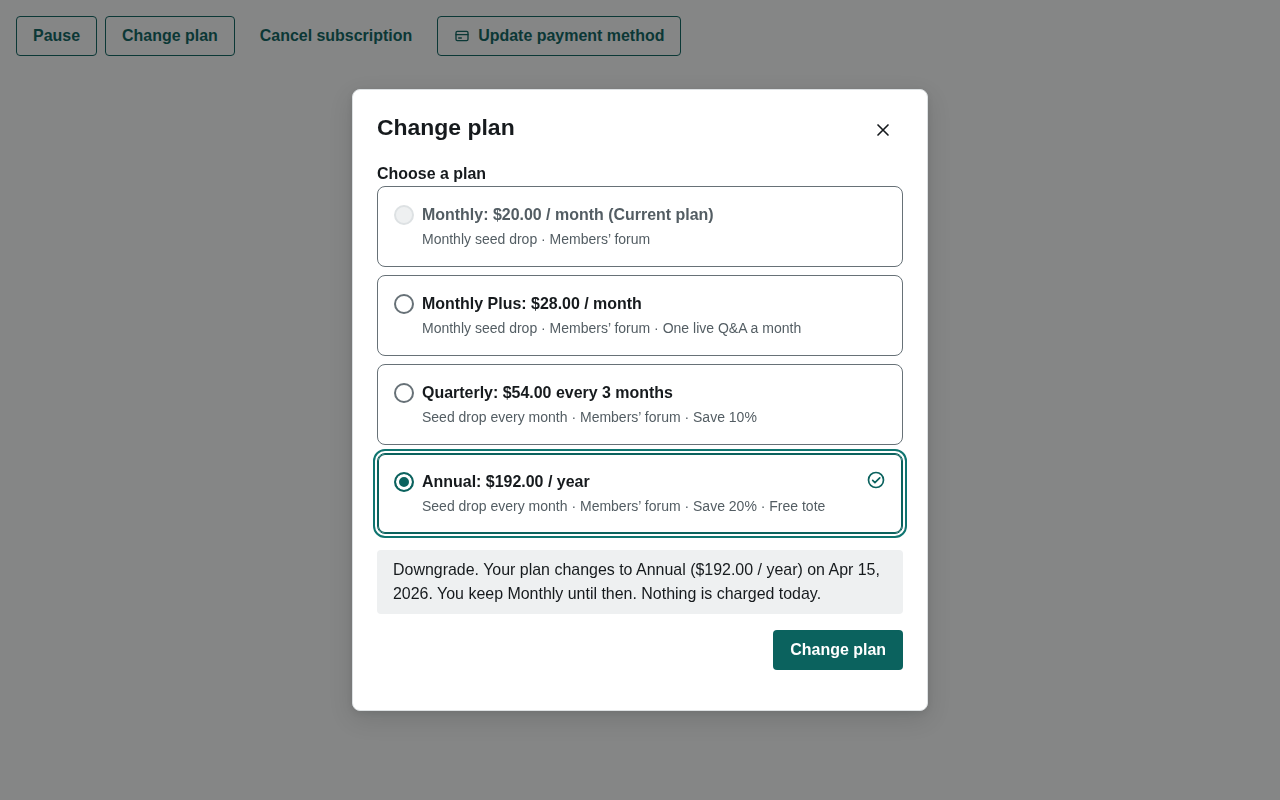 Pause
Change plan
Cancel subscription
Update payment method
Change plan
Choose a plan
Monthly: $20.00 / month (Current plan)
Monthly seed drop · Members’ forum
Monthly Plus: $28.00 / month
Monthly seed drop · Members’ forum · One live Q&A a month
Quarterly: $54.00 every 3 months
Seed drop every month · Members’ forum · Save 10%
Annual: $192.00 / year
Seed drop every month · Members’ forum · Save 20% · Free tote
Downgrade. Your plan changes to Annual ($192.00 / year) on Apr 15,
2026. You keep Monthly until then. Nothing is charged today.
Change plan